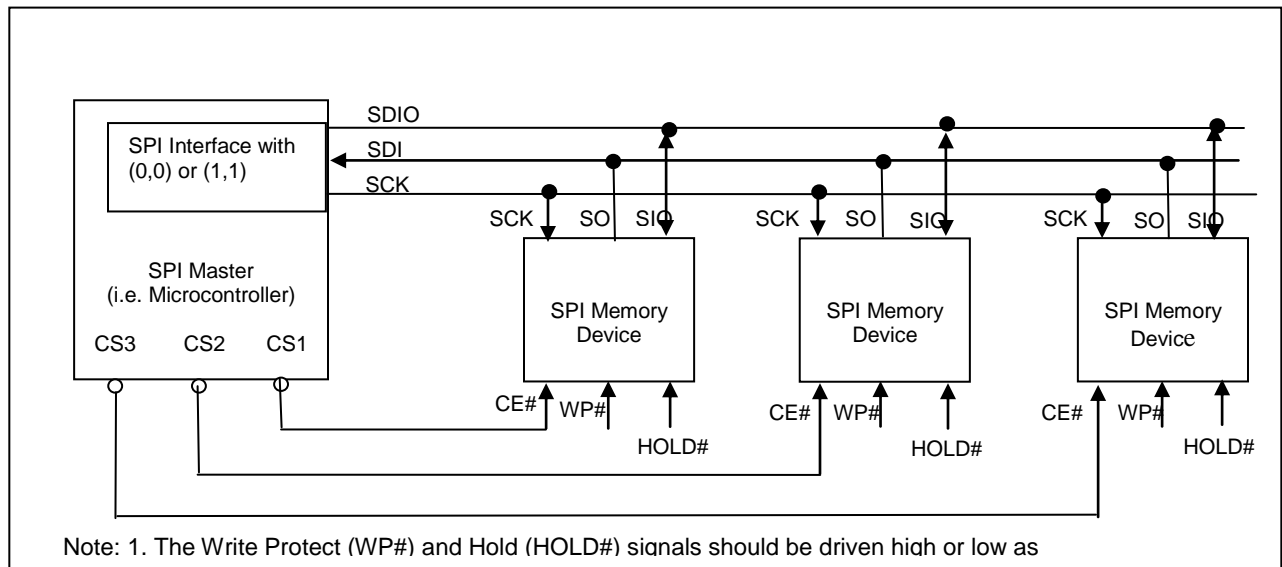 SDIO
SPI Interface with
(0,0) or (1,1)
SDI
SCK
SCK SO SIO SCK SO SIO SCK SO SIO
SPI Master
(i.e. Microcontroller)
SPI Memory
Device
SPI Memory
Device
SPI Memory
Device
CS3 CS2 CS1
CE# WP# HOLD#
CE# WP# HOLD#
CE# WP# HOLD#
Note: 1. The Write Protect (WP#) and Hold (HOLD#) signals should be driven high or low as